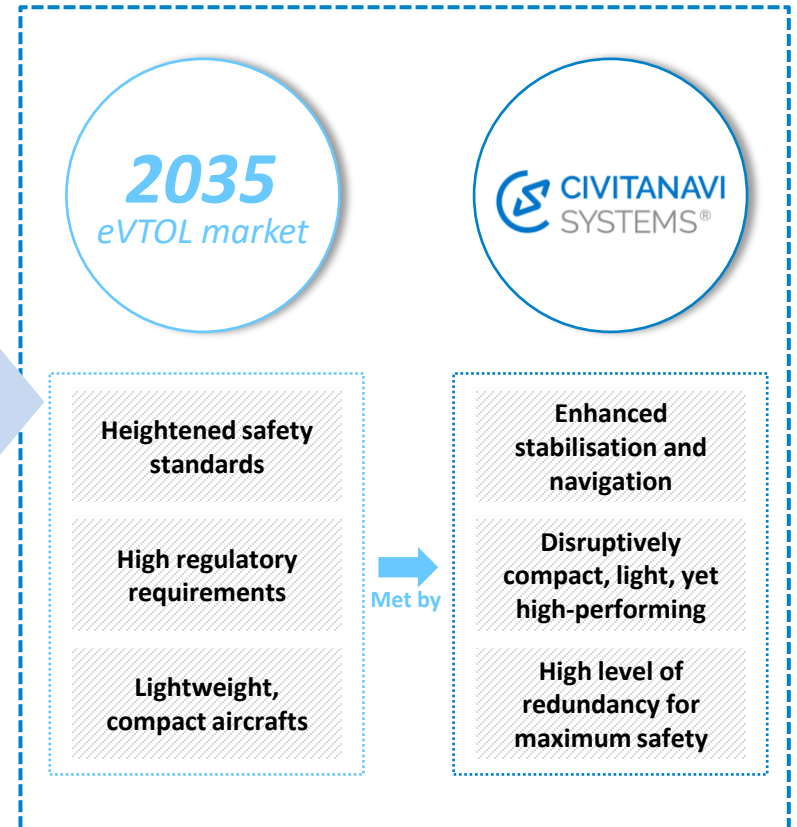 2035
eVTOL market
CIVITANAVI
SYSTEMS®
Heightened safety
standards
High regulatory
requirements
Lightweight,
compact aircrafts
Met by
Enhanced
stabilisation and
navigation
Disruptively
compact, light, yet
high-performing
High level of
redundancy for
maximum safety